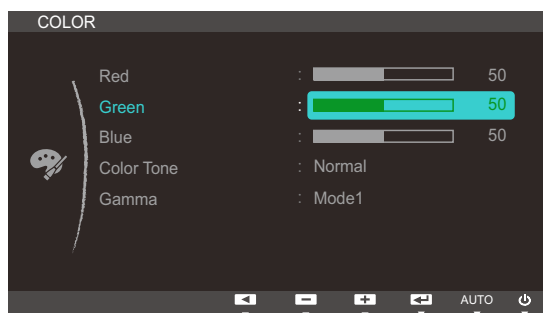 COLOR
Red : 50
Green : 50
Blue : 50
Color Tone : Normal
Gamma : Mode1
AUTO